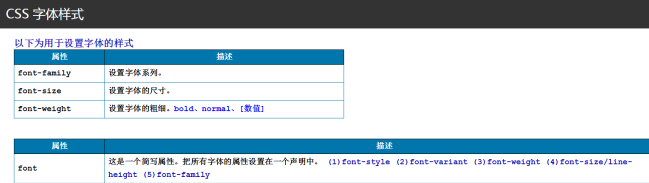 CSS 字体样式
以下为用于设置字体的样式
属性 描述
font-family 设置字体系列。
font-size 设置字体的尺寸。
font-weight 设置字体的粗细。bold、normal、[数值]
属性 描述
font 这是一个简写属性。把所有字体的属性设置在一个声明中。 (1)font-style (2)font-variant (3)font-weight (4)font-size/line-
height (5)font-family